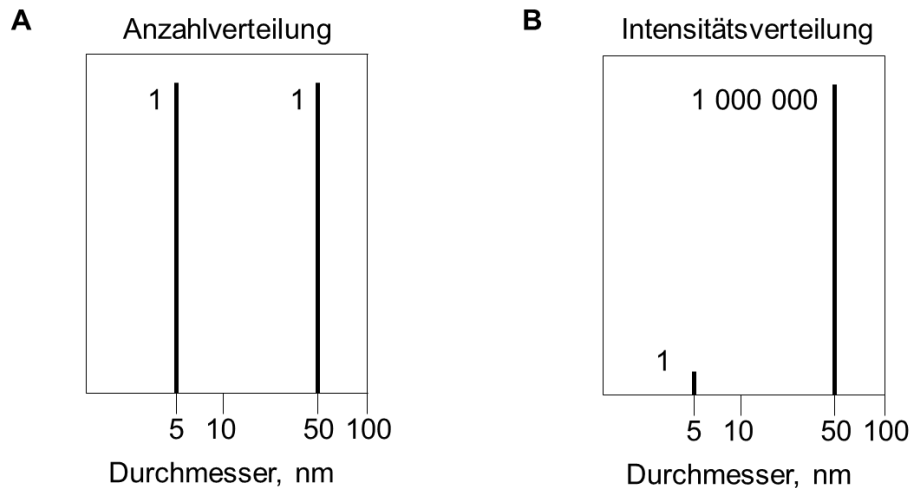 A
Anzahlverteilung
1
1
5 10 50 100
Durchmesser, nm
B
Intensitätsverteilung
1 000 000
1
5 10 50 100
Durchmesser, nm